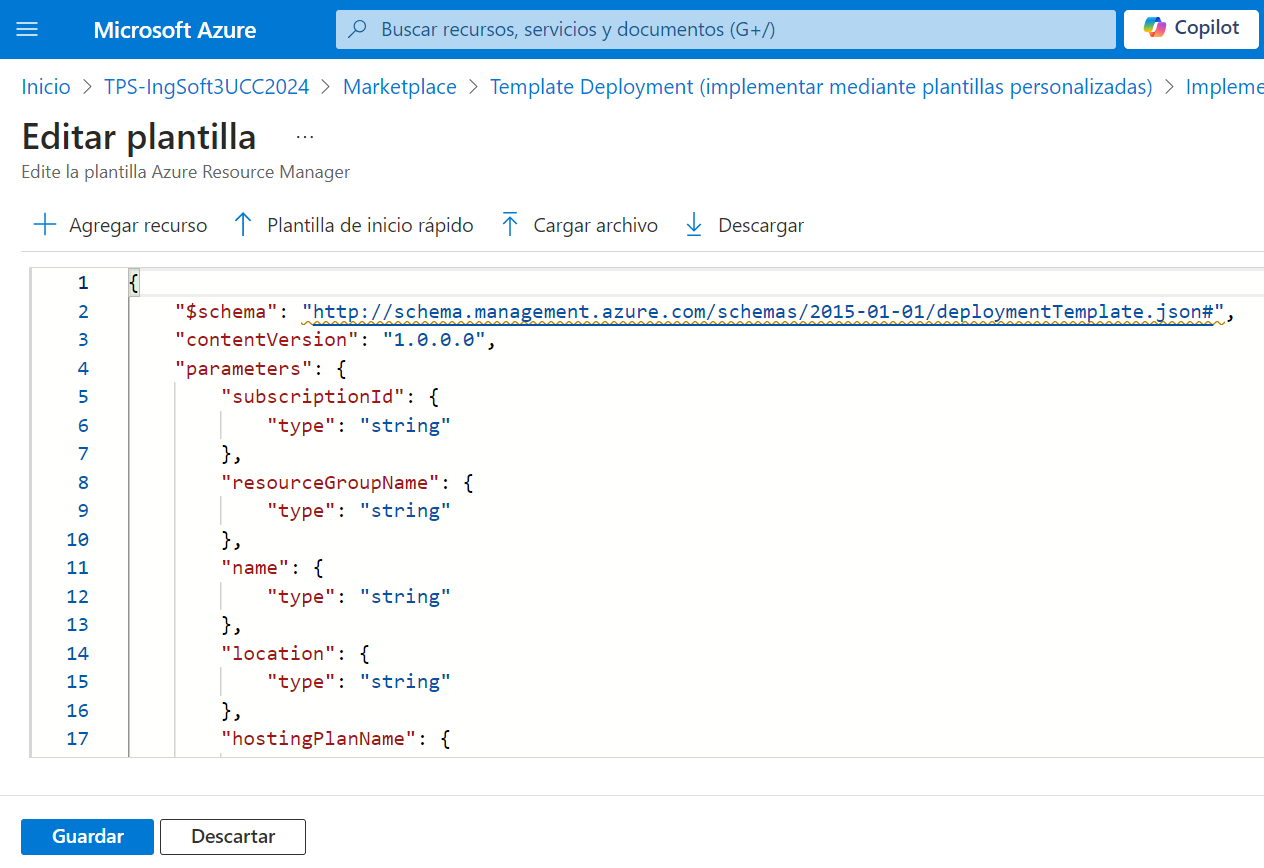 Microsoft Azure
Buscar recursos, servicios y documentos (G+/)
Copilot
Inicio > TPS-IngSoft3UCC2024 > Marketplace > Template Deployment (implementar mediante plantillas personalizadas) > Impleme
Editar plantilla ...
Edite la plantilla Azure Resource Manager
Agregar recurso
Plantilla de inicio rápido
Cargar archivo
Descargar
1 {
2 "$schema": "http://schema.management.azure.com/schemas/2015-01-01/deploymentTemplate.json#",
3 "contentVersion": "1.0.0.0",
4 "parameters": {
5 "subscriptionId": {
6 "type": "string"
7 },
8 "resourceGroupName": {
9 "type": "string"
10 },
11 "name": {
12 "type": "string"
13 },
14 "location": {
15 "type": "string"
16 },
17 "hostingPlanName": {
Guardar
Descartar